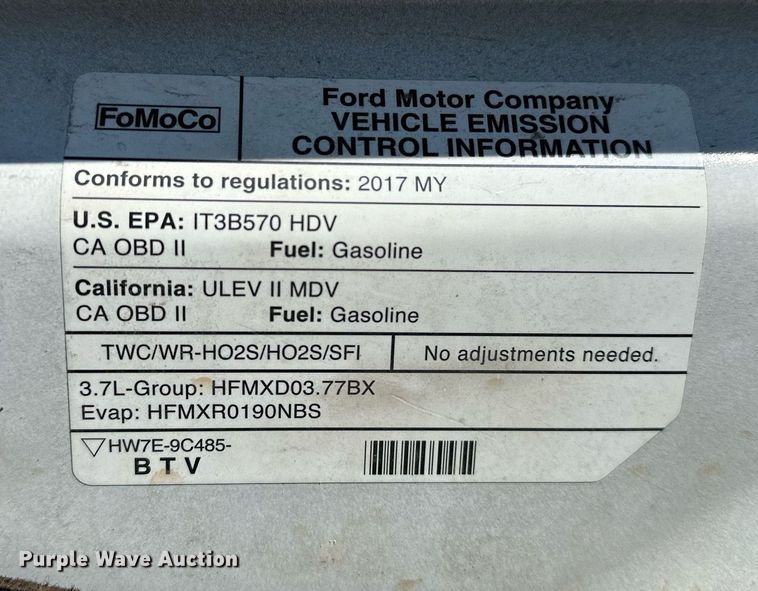 FoMoCo
Ford Motor Company
VEHICLE EMISSION
CONTROL INFORMATION
Conforms to regulations: 2017 MY
U.S. EPA: IT3B570 HDV
CA OBD II Fuel: Gasoline
California: ULEV II MDV
CA OBD II Fuel: Gasoline
TWC/WR-HO2S/HO2S/SFI No adjustments needed.
3.7L-Group: HFMXD03.77BX
Evap: HFMXR0190NBS
HW7E-9C485-
B T V
Purple Wave Auction